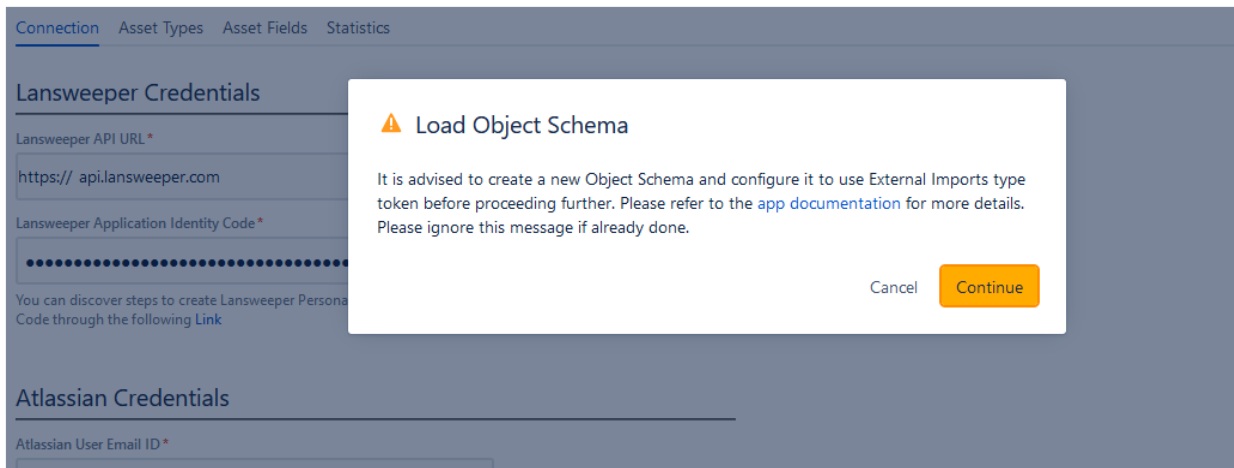 Connection Asset Types Asset Fields Statistics
Lansweeper Credentials
Lansweeper API URL*
https:// api.lansweeper.com
Lansweeper Application Identity Code*
••••••••••••••••••••••••••••••••••
You can discover steps to create Lansweeper Persona
Code through the following Link
Load Object Schema
It is advised to create a new Object Schema and configure it to use External Imports type
token before proceeding further. Please refer to the app documentation for more details.
Please ignore this message if already done.
Cancel Continue
Atlassian Credentials
Atlassian User Email ID*